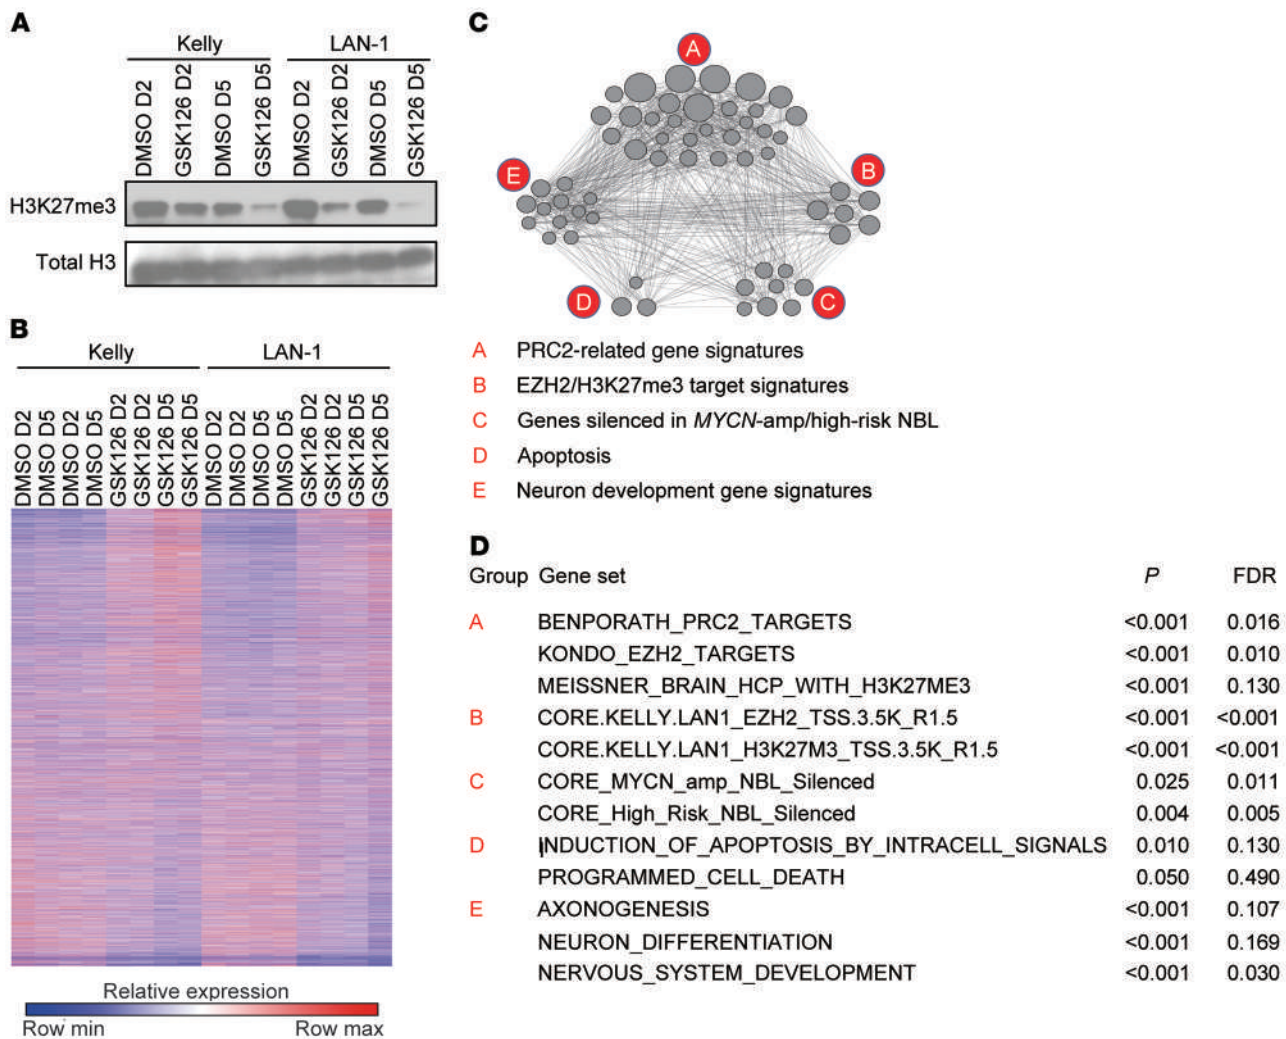 A
Kelly LAN-1
DMSO D2
GSK126 D2
DMSO D5
GSK126 D5
DMSO D2
GSK126 D2
DMSO D5
GSK126 D5
H3K27me3
Total H3
B
Kelly LAN-1
DMSO D2
DMSO D5
DMSO D2
DMSO D5
GSK126 D2
GSK126 D2
GSK126 D5
GSK126 D5
DMSO D2
DMSO D2
DMSO D5
DMSO D5
GSK126 D2
GSK126 D2
GSK126 D5
GSK126 D5
Relative expression
Row min Row max
C
A
B
E
D
C
A PRC2-related gene signatures
B EZH2/H3K27me3 target signatures
C Genes silenced in MYCN-amp/high-risk NBL
D Apoptosis
E Neuron development gene signatures
D
Group Gene set P FDR
A BENPORATH_PRC2_TARGETS <0.001 0.016
KONDO_EZH2_TARGETS <0.001 0.010
MEISSNER_BRAIN_HCP_WITH_H3K27ME3 <0.001 0.130
B CORE.KELLY.LAN1_EZH2_TSS.3.5K_R1.5 <0.001 <0.001
CORE.KELLY.LAN1_H3K27M3_TSS.3.5K_R1.5 <0.001 <0.001
C CORE_MYCN_amp_NBL_Silenced 0.025 0.011
CORE_High_Risk_NBL_Silenced 0.004 0.005
D INDUCTION_OF_APOPTOSIS_BY_INTRACELL_SIGNALS 0.010 0.130
PROGRAMMED_CELL_DEATH 0.050 0.490
E AXONOGENESIS <0.001 0.107
NEURON_DIFFERENTIATION <0.001 0.169
NERVOUS_SYSTEM_DEVELOPMENT <0.001 0.030